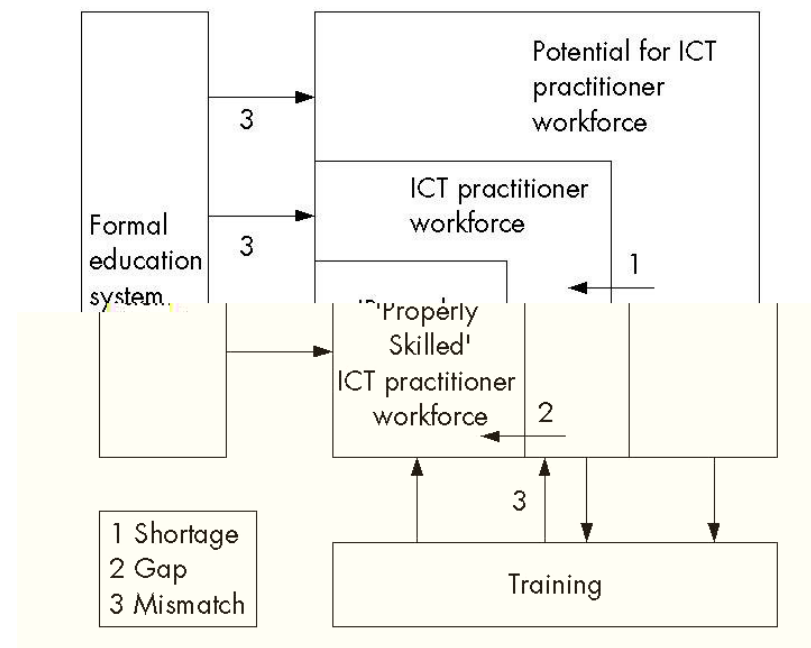 Potential for ICT
practitioner
workforce
3
ICT practitioner
workforce
3
Formal
education
system
1
'Properly
Skilled'
ICT practitioner
workforce
2
3
1 Shortage
2 Gap
3 Mismatch
Training